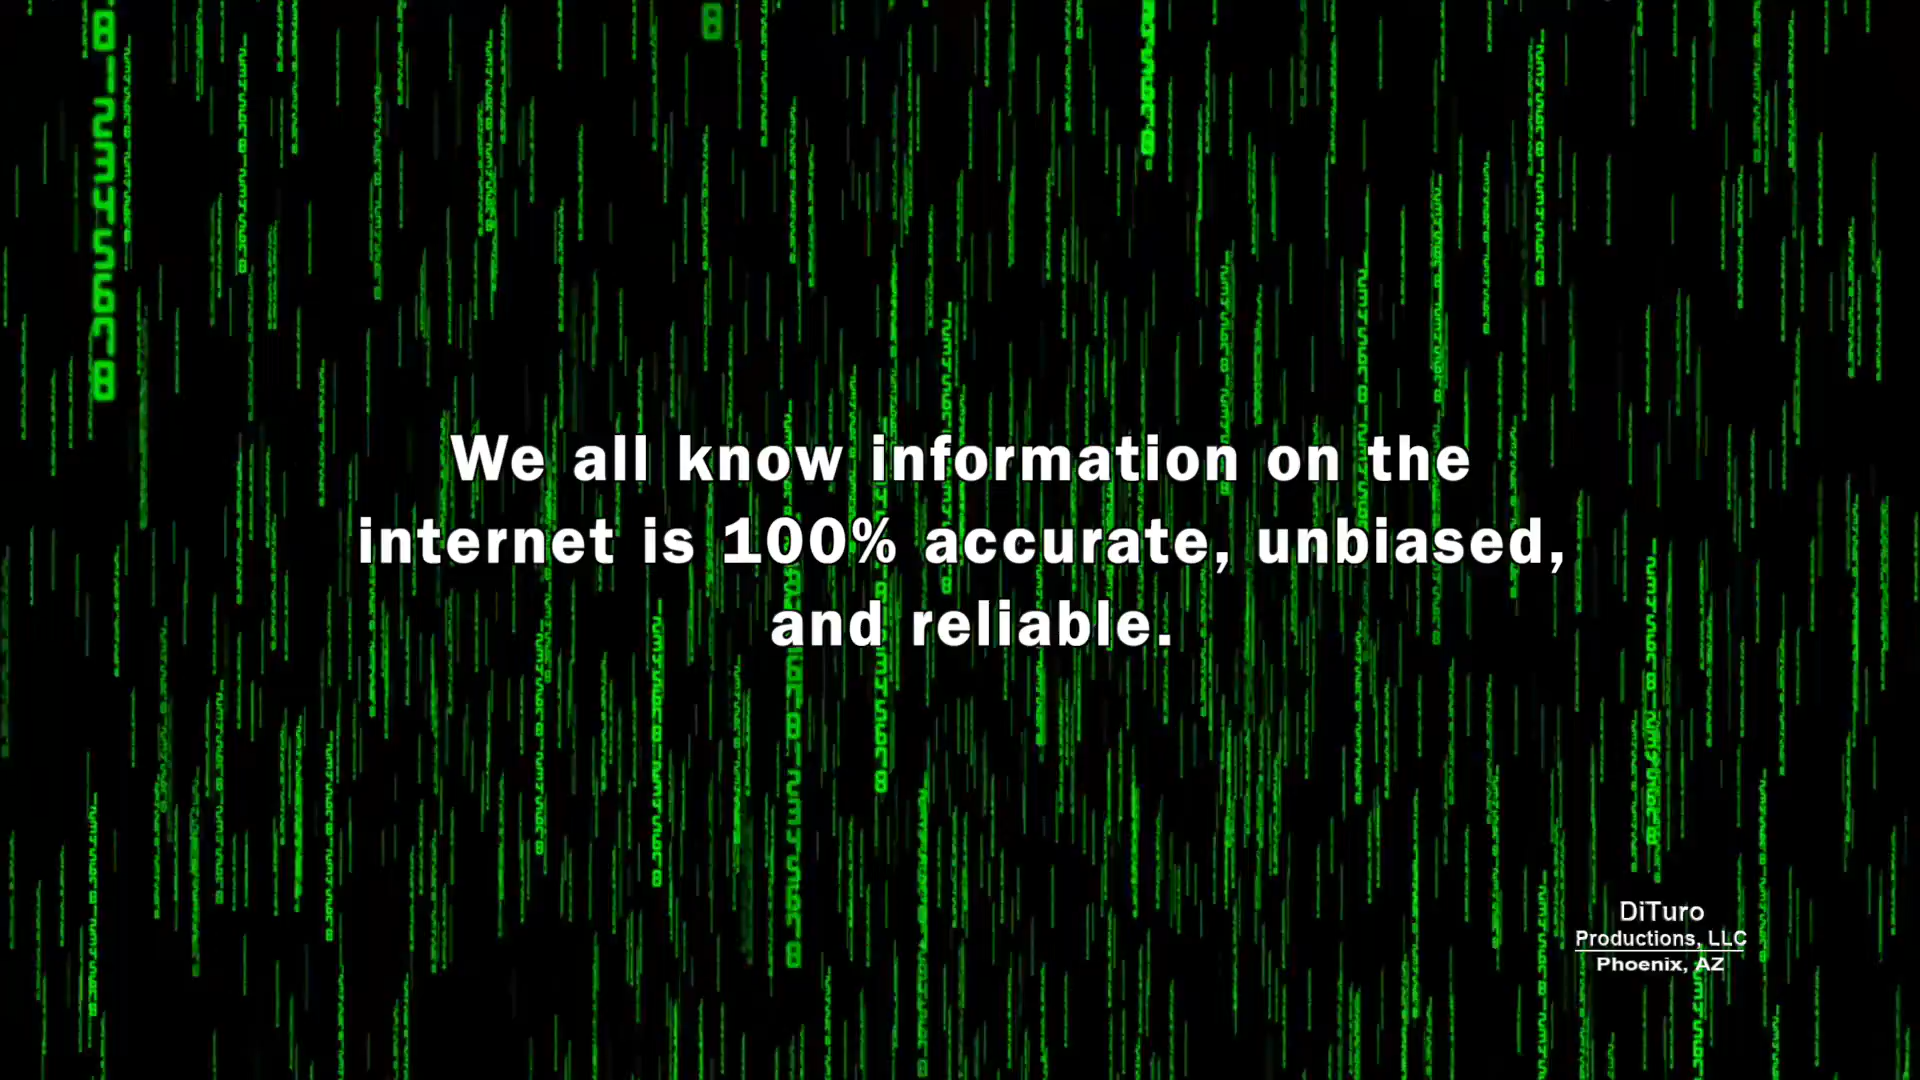 We all know information on the
internet is 100% accurate, unbiased,
and reliable.
DiTuro
Productions, LLC
Phoenix, AZ